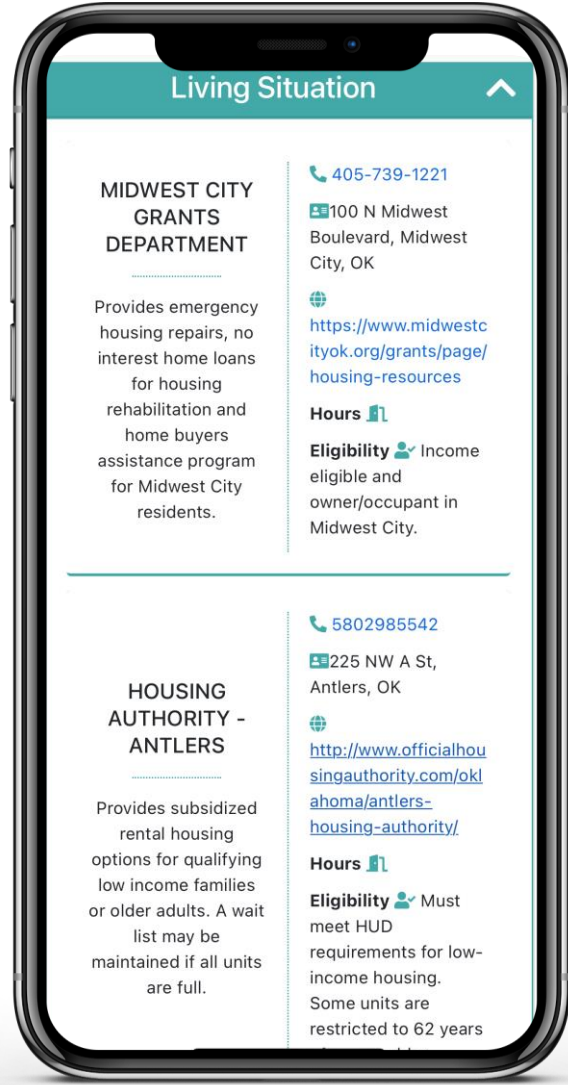 Living Situation
MIDWEST CITY
GRANTS
DEPARTMENT
Provides emergency
housing repairs, no
interest home loans
for housing
rehabilitation and
home buyers
assistance program
for Midwest City
residents.
405-739-1221
100 N Midwest
Boulevard, Midwest
City, OK
https://www.midwestc
ityok.org/grants/page/
housing-resources
Hours
Eligibility Income
eligible and
owner/occupant in
Midwest City.
HOUSING
AUTHORITY -
ANTLERS
Provides subsidized
rental housing
options for qualifying
low income families
or older adults. A wait
list may be
maintained if all units
are full.
5802985542
225 NW A St,
Antlers, OK
http://www.officialhou
singauthority.com/okl
ahoma/antlers-
housing-authority/
Hours
Eligibility Must
meet HUD
requirements for low-
income housing.
Some units are
restricted to 62 years